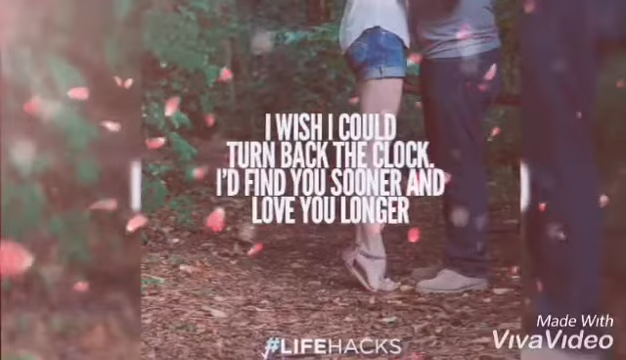 I WISH I COULD
TURN BACK THE CLOCK.
I'D FIND YOU SOONER AND
LOVE YOU LONGER
#LIFEHACKS
Made With
VivaVideo